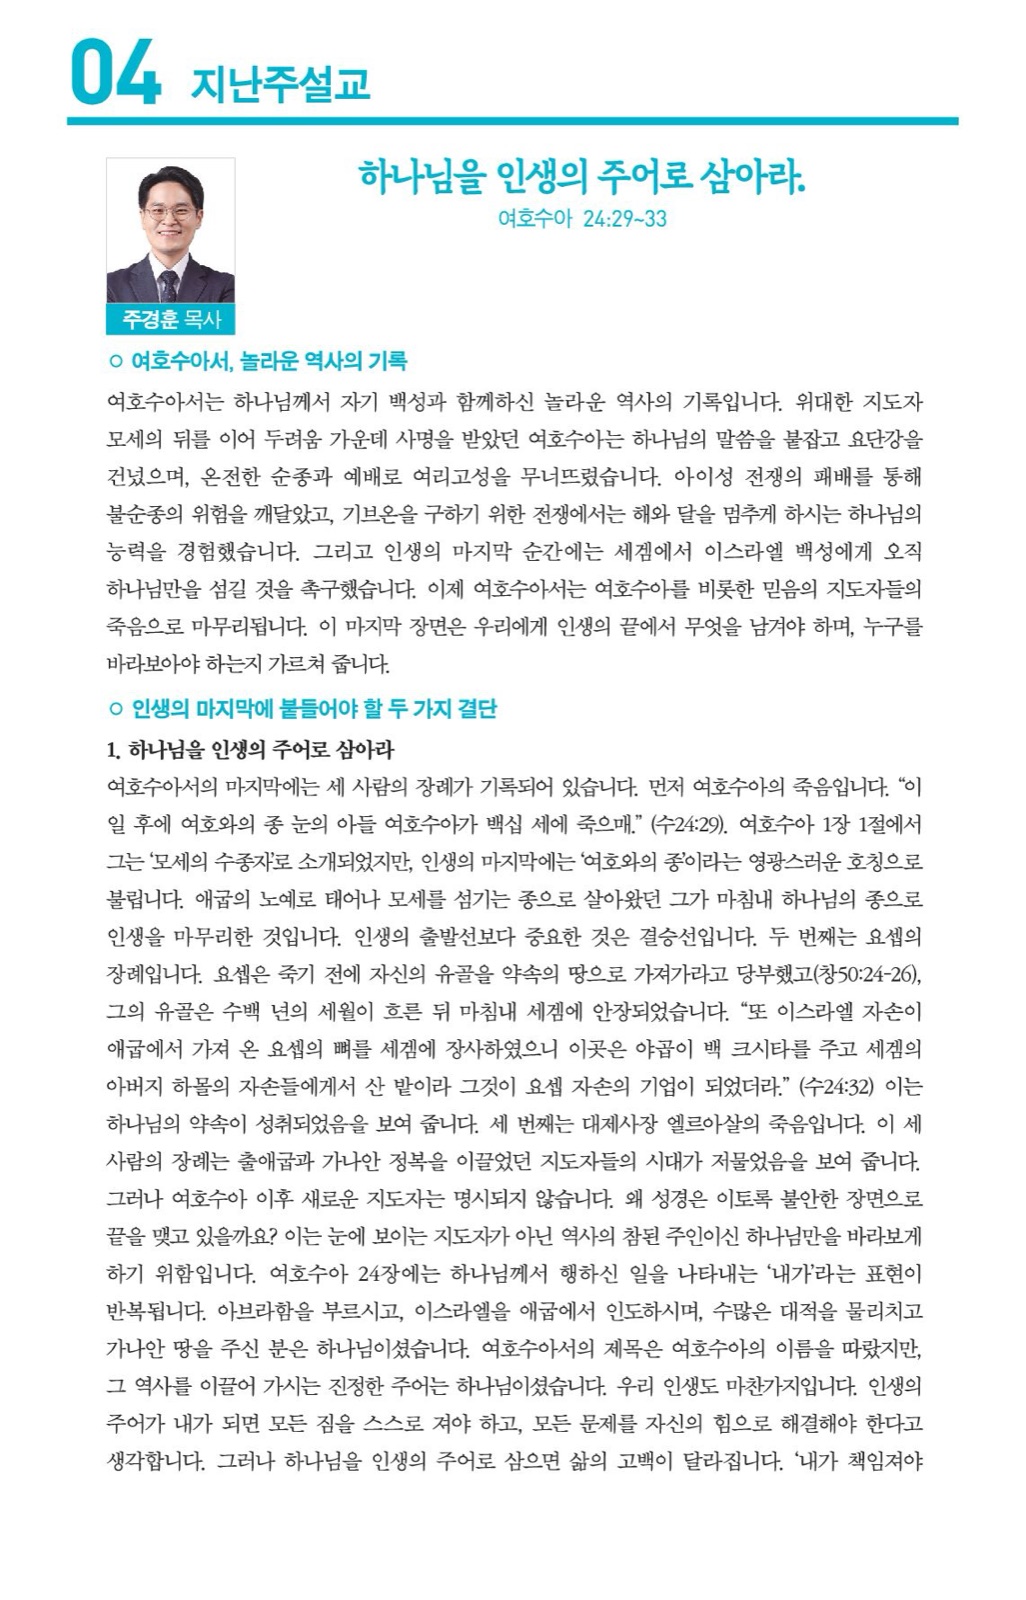 04 지난주설교
하나님을 인생의 주어로 삼아라.
여호수아 24:29~33
주경훈 목사
○ 여호수아서, 놀라운 역사의 기록
여호수아서는 하나님께서 자기 백성과 함께하신 놀라운 역사의 기록입니다. 위대한 지도자
모세의 뒤를 이어 두려움 가운데 사명을 받았던 여호수아는 하나님의 말씀을 붙잡고 요단강을
건넜으며, 온전한 순종과 예배로 여리고성을 무너뜨렸습니다. 아이성 전쟁의 패배를 통해
불순종의 위험을 깨달았고, 기브온을 구하기 위한 전쟁에서는 해와 달을 멈추게 하시는 하나님의
능력을 경험했습니다. 그리고 인생의 마지막 순간에는 세겜에서 이스라엘 백성에게 오직
하나님만을 섬길 것을 촉구했습니다. 이제 여호수아서는 여호수아를 비롯한 믿음의 지도자들의
죽음으로 마무리됩니다. 이 마지막 장면은 우리에게 인생의 끝에서 무엇을 남겨야 하며, 누구를
바라보아야 하는지 가르쳐 줍니다.
○ 인생의 마지막에 붙들어야 할 두 가지 결단
1. 하나님을 인생의 주어로 삼아라
여호수아서의 마지막에는 세 사람의 장례가 기록되어 있습니다. 먼저 여호수아의 죽음입니다. “이
일 후에 여호와의 종 눈의 아들 여호수아가 백십 세에 죽으매.” (수24:29). 여호수아 1장 1절에서
그는 ‘모세의 수종자’로 소개되었지만, 인생의 마지막에는 ‘여호와의 종’이라는 영광스러운 호칭으로
불립니다. 애굽의 노예로 태어나 모세를 섬기는 종으로 살아왔던 그가 마침내 하나님의 종으로
인생을 마무리한 것입니다. 인생의 출발선보다 중요한 것은 결승선입니다. 두 번째는 요셉의
장례입니다. 요셉은 죽기 전에 자신의 유골을 약속의 땅으로 가져가라고 당부했고(창50:24-26),
그의 유골은 수백 년의 세월이 흐른 뒤 마침내 세겜에 안장되었습니다. “또 이스라엘 자손이
애굽에서 가져 온 요셉의 뼈를 세겜에 장사하였으니 이곳은 야곱이 백 크시타를 주고 세겜의
아버지 하몰의 자손들에게서 산 밭이라 그것이 요셉 자손의 기업이 되었더라.” (수24:32) 이는
하나님의 약속이 성취되었음을 보여 줍니다. 세 번째는 대제사장 엘르아살의 죽음입니다. 이 세
사람의 장례는 출애굽과 가나안 정복을 이끌었던 지도자들의 시대가 저물었음을 보여 줍니다.
그러나 여호수아 이후 새로운 지도자는 명시되지 않습니다. 왜 성경은 이토록 불안한 장면으로
끝을 맺고 있을까요? 이는 눈에 보이는 지도자가 아닌 역사의 참된 주인이신 하나님만을 바라보게
하기 위함입니다. 여호수아 24장에는 하나님께서 행하신 일을 나타내는 ‘내가’라는 표현이
반복됩니다. 아브라함을 부르시고, 이스라엘을 애굽에서 인도하시며, 수많은 대적을 물리치고
가나안 땅을 주신 분은 하나님이셨습니다. 여호수아서의 제목은 여호수아의 이름을 따랐지만,
그 역사를 이끌어 가시는 진정한 주어는 하나님이셨습니다. 우리 인생도 마찬가지입니다. 인생의
주어가 내가 되면 모든 짐을 스스로 져야 하고, 모든 문제를 자신의 힘으로 해결해야 한다고
생각합니다. 그러나 하나님을 인생의 주어로 삼으면 삶의 고백이 달라집니다. ‘내가 책임져야